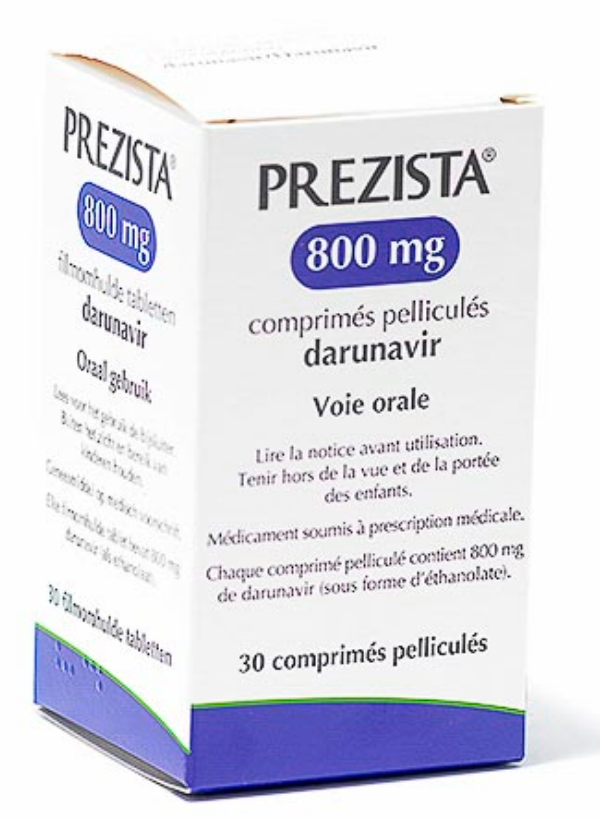 PREZISTA®
800 mg
filmomhulde tabletten
darunavir
Oraal gebruik
Lees voor het gebruik de bijsluiter.
Buiten het zicht en bereik van
kinderen houden.
Geneesmiddel op medisch voorschrift.
Elke filmomhulde tablet bevat 800 mg
darunavir (als ethanolaat).
30 filmomhulde tabletten
PREZISTA®
800 mg
comprimés pelliculés
darunavir
Voie orale
Lire la notice avant utilisation.
Tenir hors de la vue et de la portée
des enfants.
Médicament soumis à prescription médicale.
Chaque comprimé pelliculé contient 800 mg
de darunavir (sous forme d'éthanolate).
30 comprimés pelliculés